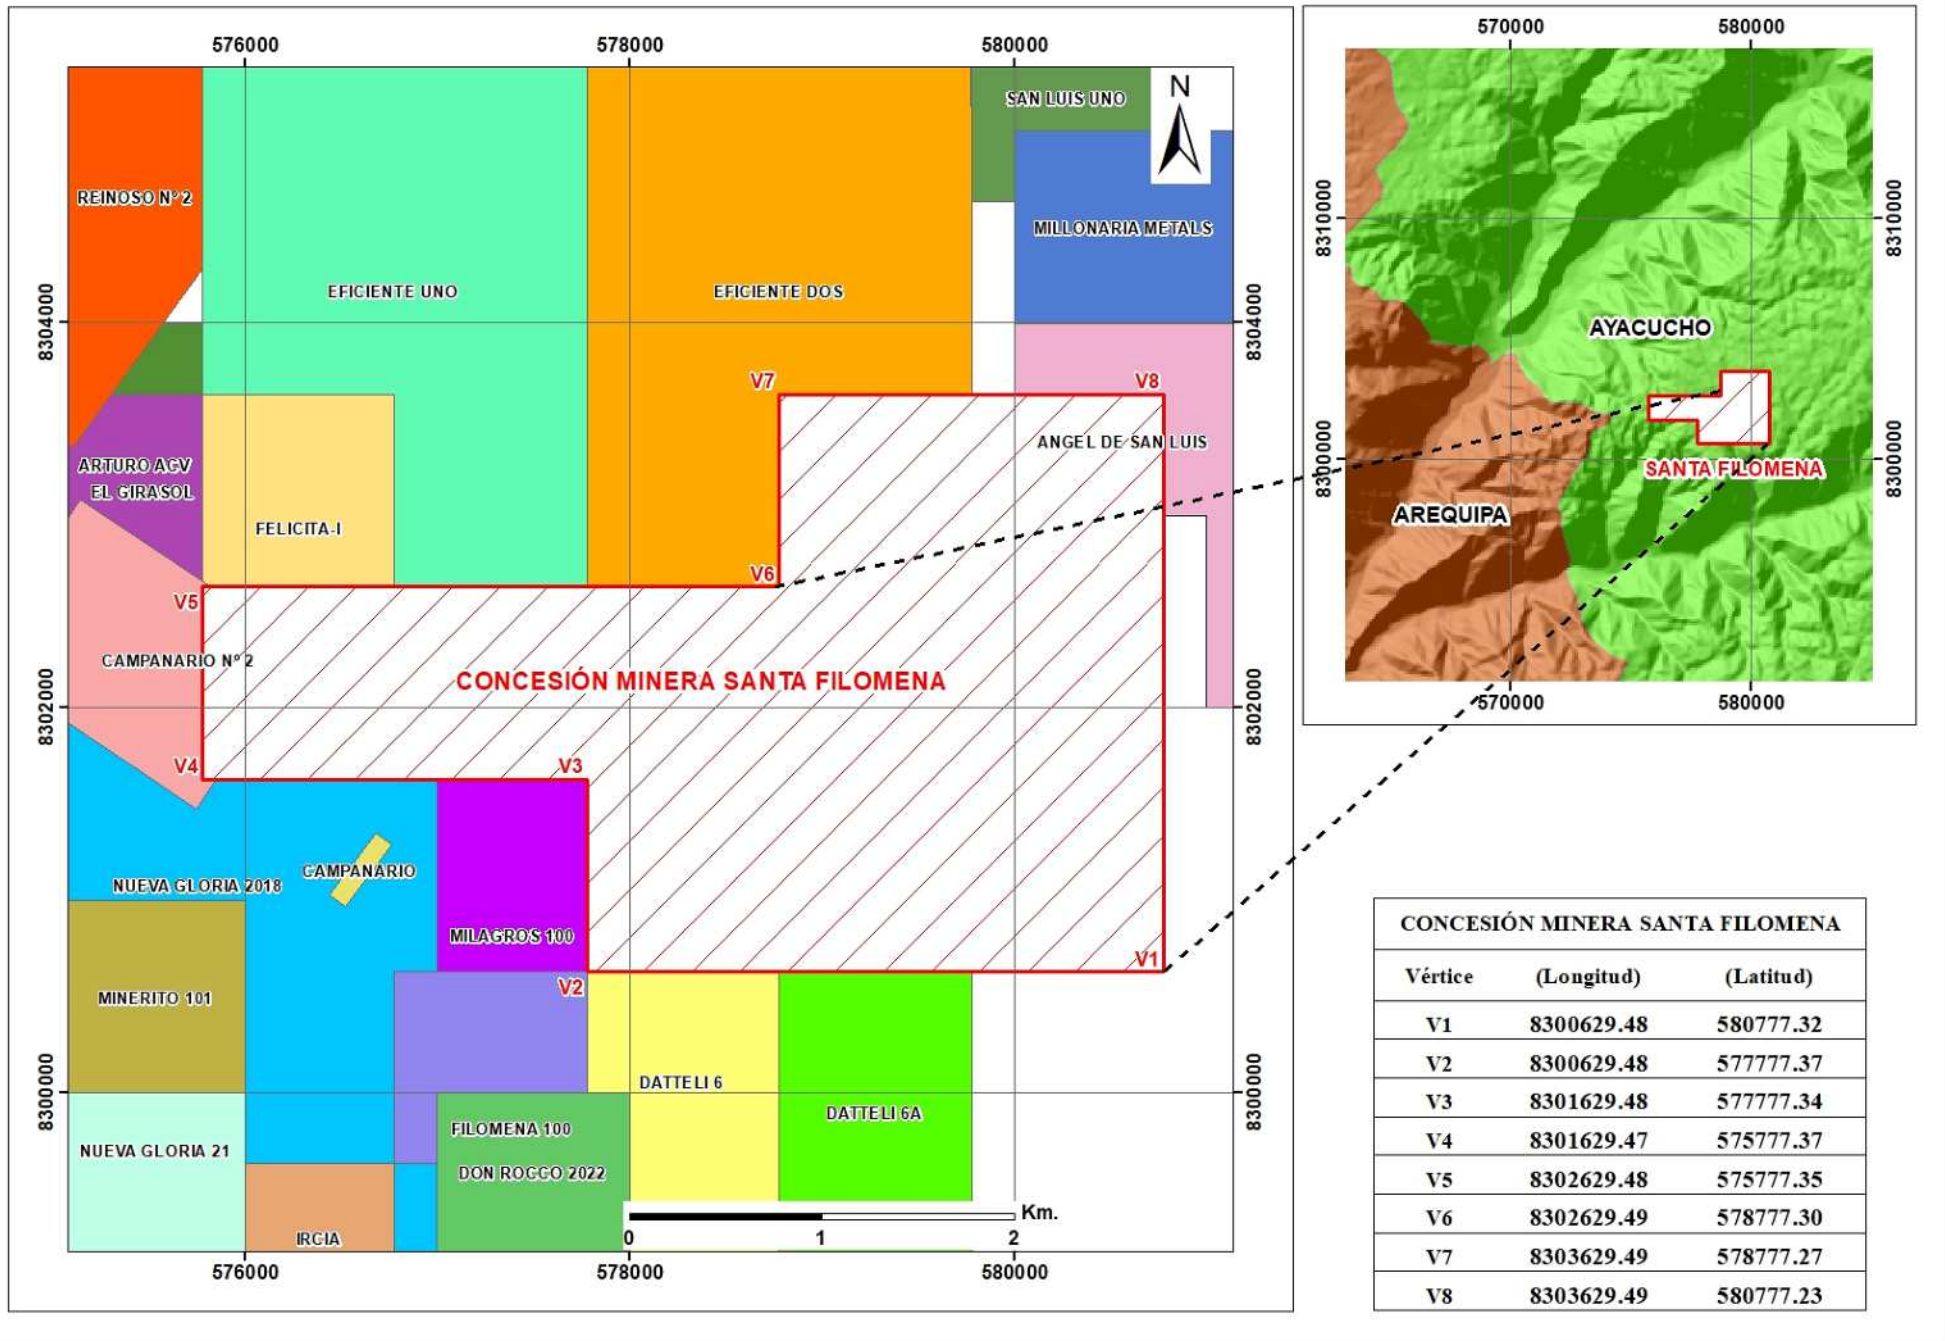 576000
578000
580000
8304000
8304000
8302000
8302000
8300000
8300000
576000
578000
580000
N
SAN LUIS UNO
REINOSO Nº 2
MILLONARIA METALS
EFICIENTE UNO
EFICIENTE DOS
V7
V8
ANGEL DE SAN LUIS
ARTURO ACV
EL GIRASOL
FELICITA-I
V6
V5
CAMPANARIO Nº 2
CONCESIÓN MINERA SANTA FILOMENA
V4
V3
CAMPANARIO
NUEVA GLORIA 2018
MILAGROS 100
V1
V2
MINERITO 101
DATTELI 6
DATTELI 6A
FILOMENA 100
NUEVA GLORIA 21
DON ROCCO 2022
IRCIA
Km.
0
1
2
570000
580000
8310000
8310000
AYACUCHO
8300000
8300000
SANTA FILOMENA
AREQUIPA
570000
580000
CONCESIÓN MINERA SANTA FILOMENA
Vértice (Longitud) (Latitud)
V1 8300629.48 580777.32
V2 8300629.48 577777.37
V3 8301629.48 577777.34
V4 8301629.47 575777.37
V5 8302629.48 575777.35
V6 8302629.49 578777.30
V7 8303629.49 578777.27
V8 8303629.49 580777.23